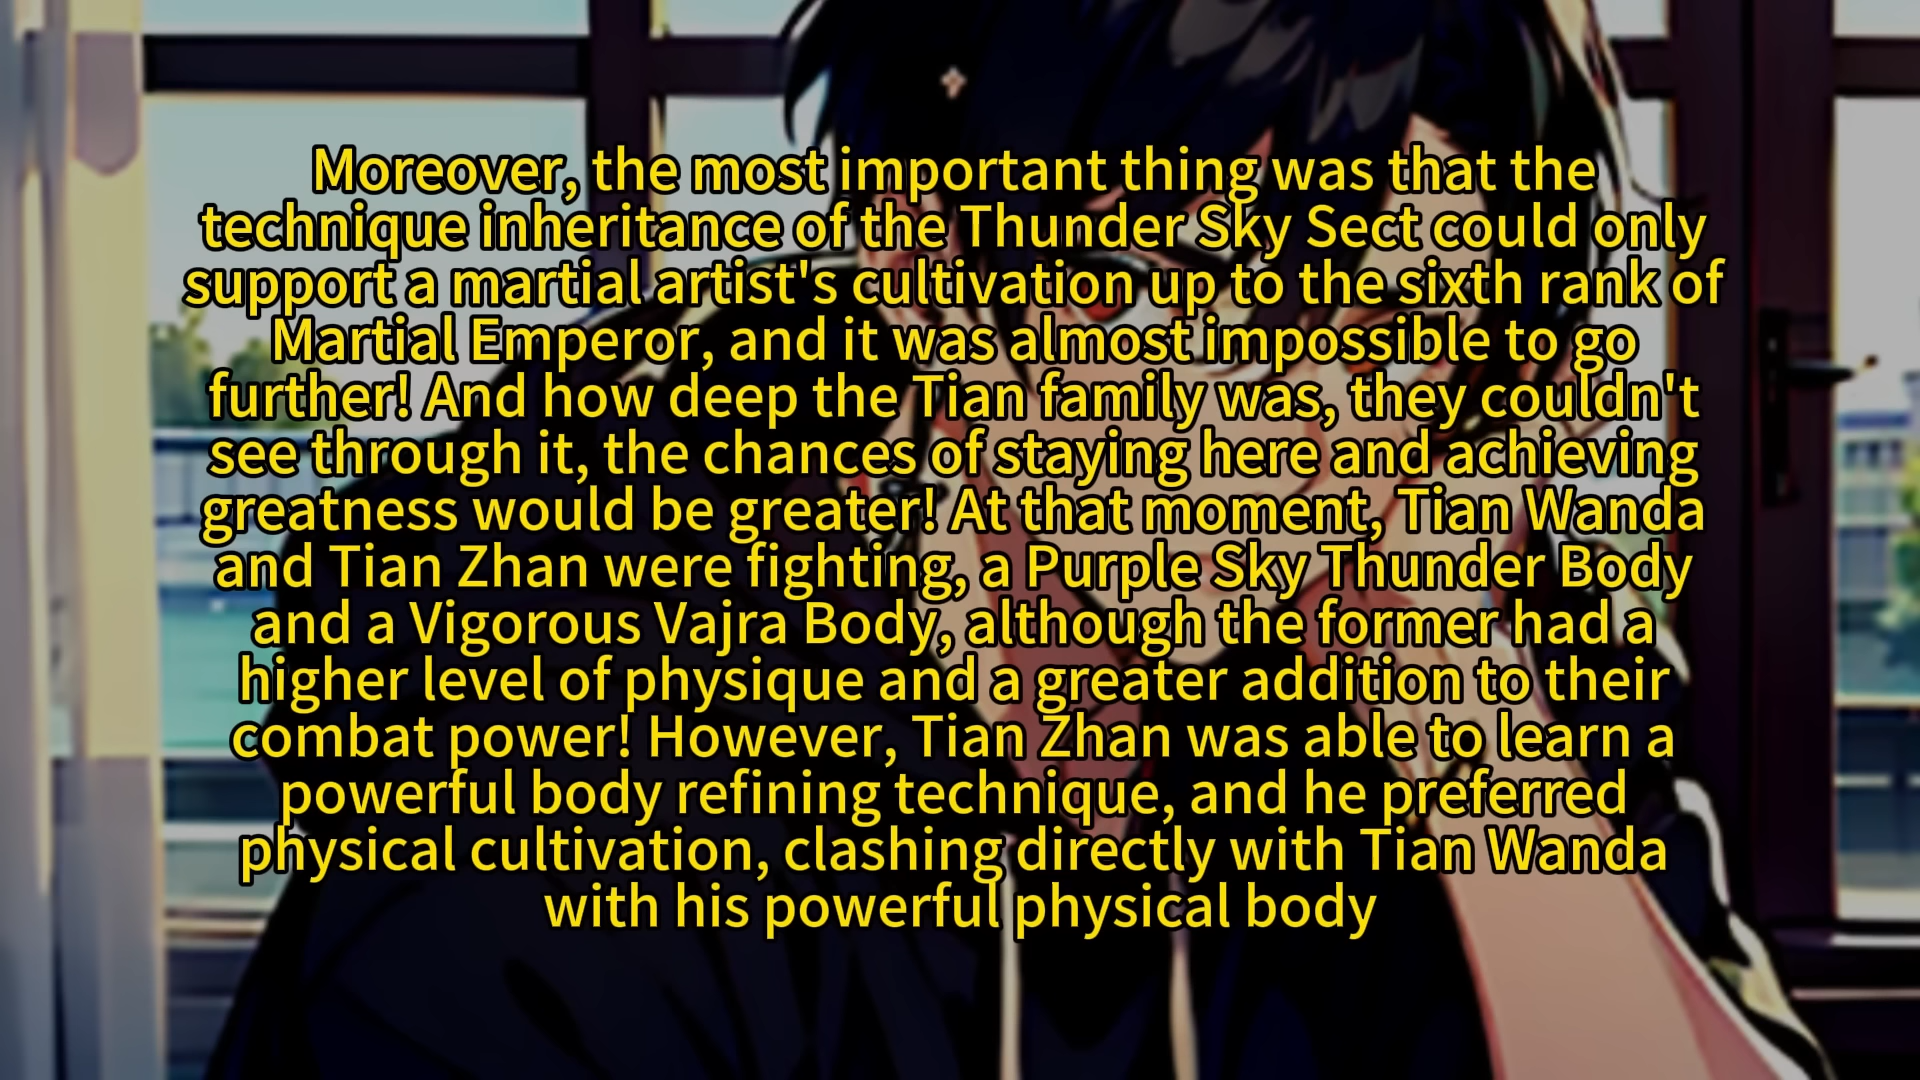 Moreover, the most important thing was that the
technique inheritance of the Thunder Sky Sect could only
support a martial artist's cultivation up to the sixth rank of
Martial Emperor, and it was almost impossible to go
further! And how deep the Tian family was, they couldn't
see through it, the chances of staying here and achieving
greatness would be greater! At that moment, Tian Wanda
and Tian Zhan were fighting, a Purple Sky Thunder Body
and a Vigorous Vajra Body, although the former had a
higher level of physique and a greater addition to their
combat power! However, Tian Zhan was able to learn a
powerful body refining technique, and he preferred
physical cultivation, clashing directly with Tian Wanda
with his powerful physical body